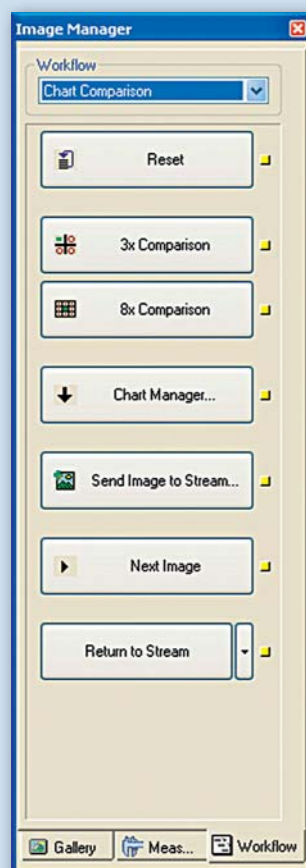 Image Manager
Workflow
Chart Comparison
Reset
3x Comparison
8x Comparison
Chart Manager...
Send Image to Stream...
Next Image
Return to Stream
Gallery
Meas...
Workflow